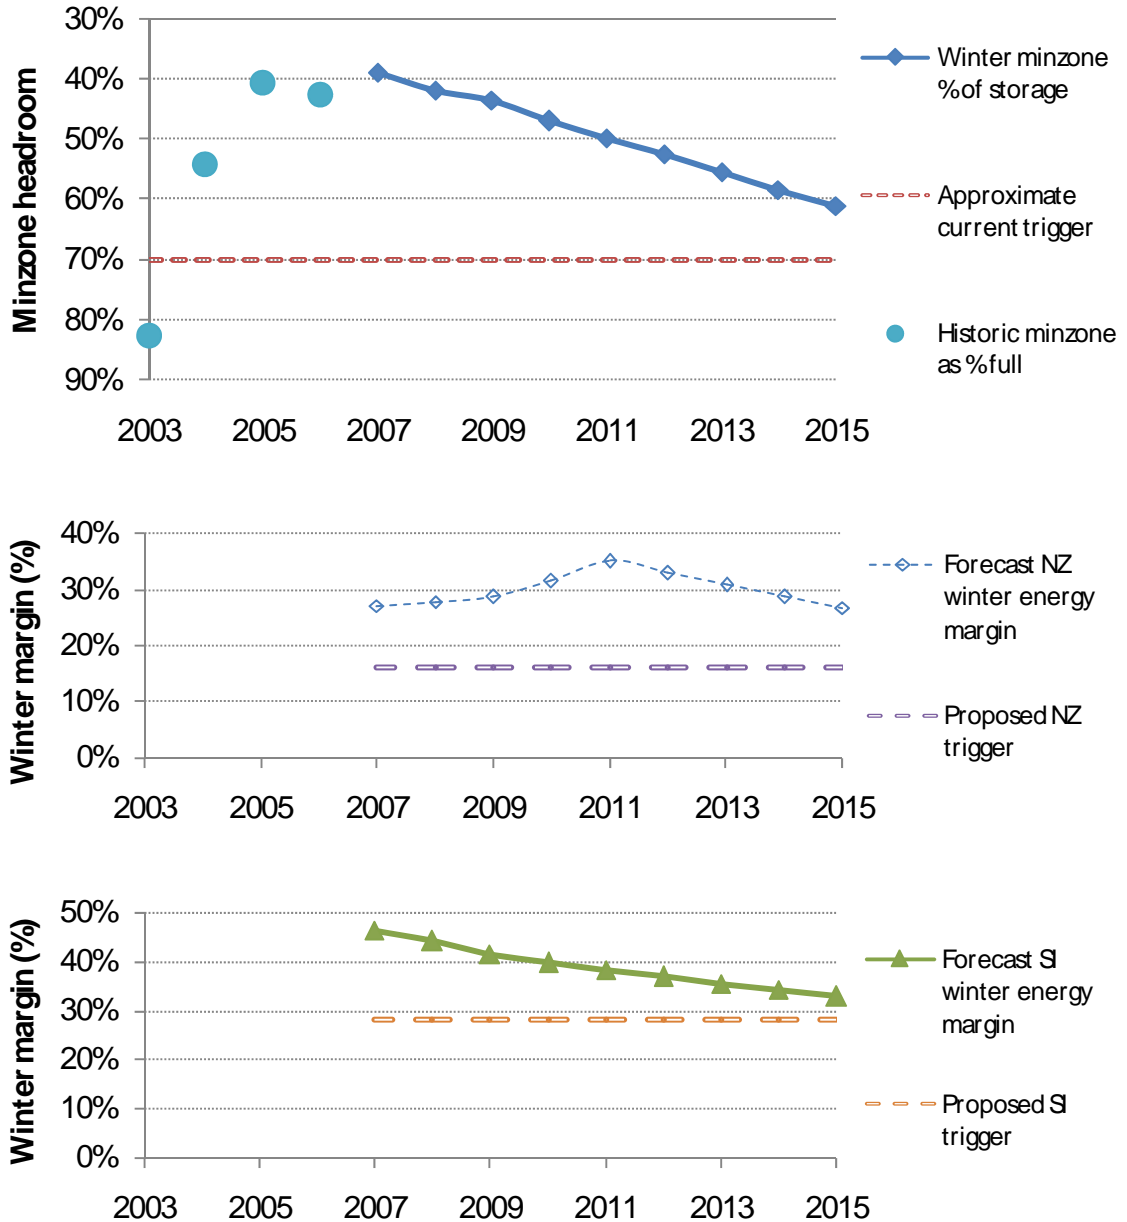 30%
40%
50%
60%
70%
80%
90%
Minzone headroom
2003 2005 2007 2009 2011 2013 2015
Winter minzone
% of storage
Approximate
current trigger
Historic minzone
as % full
40%
30%
20%
10%
0%
Winter margin (%)
2003 2005 2007 2009 2011 2013 2015
Forecast NZ
winter energy
margin
Proposed NZ
trigger
50%
40%
30%
20%
10%
0%
Winter margin (%)
2003 2005 2007 2009 2011 2013 2015
Forecast SI
winter energy
margin
Proposed SI
trigger